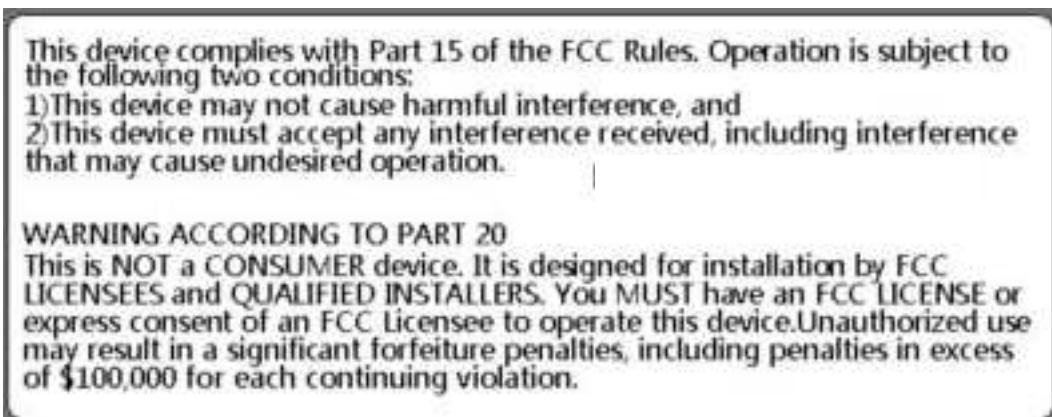 This device complies with Part 15 of the FCC Rules. Operation is subject to
the following two conditions:
1)This device may not cause harmful interference, and
2)This device must accept any interference received, including interference
that may cause undesired operation.
WARNING ACCORDING TO PART 20
This is NOT a CONSUMER device. It is designed for installation by FCC
LICENSEES and QUALIFIED INSTALLERS. You MUST have an FCC LICENSE or
express consent of an FCC Licensee to operate this device.Unauthorized use
may result in a significant forfeiture penalties, including penalties in excess
of $100,000 for each continuing violation.